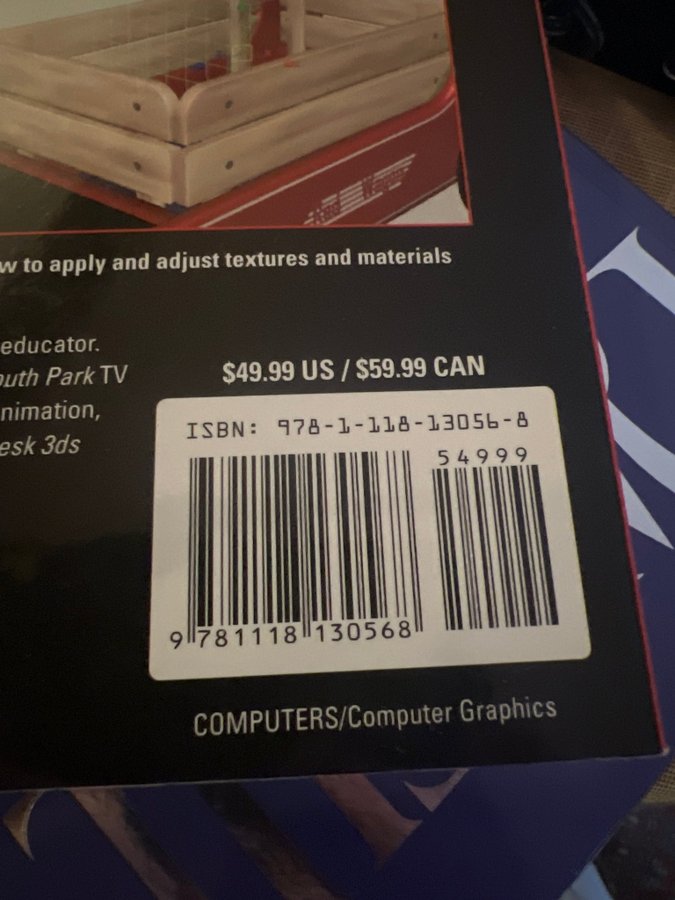 w to apply and adjust textures and materials
educator.
outh Park TV
nimation,
esk 3ds
$49.99 US / $59.99 CAN
ISBN: 978-1-118-13056-8
54999
9 781118 130568
COMPUTERS/Computer Graphics